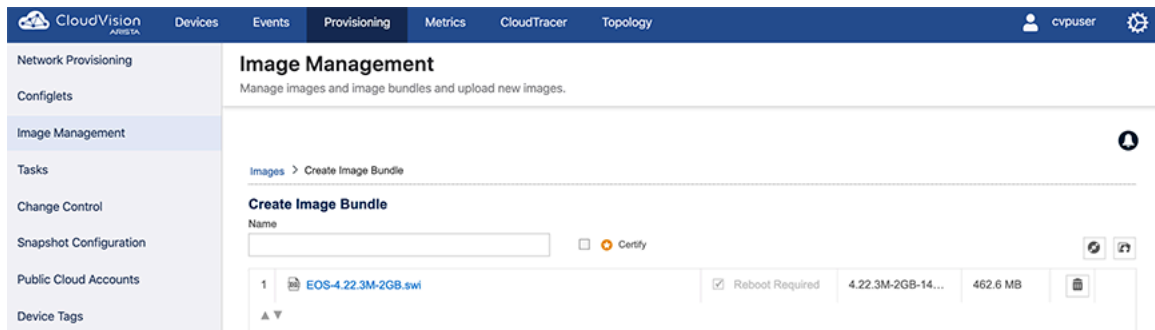 CloudVision
ARISTA
Devices Events Provisioning Metrics CloudTracer Topology cvpuser
Network Provisioning
Configlets
Image Management
Tasks
Change Control
Snapshot Configuration
Public Cloud Accounts
Device Tags
Image Management
Manage images and image bundles and upload new images.
Images > Create Image Bundle
Create Image Bundle
Name
Certify
1 EOS-4.22.3M-2GB.swi Reboot Required 4.22.3M-2GB-14... 462.6 MB